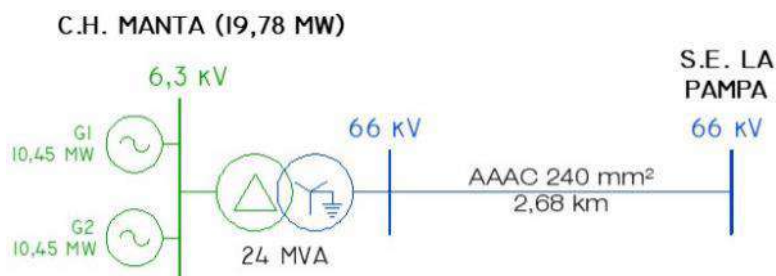 C.H. MANTA (19,78 MW)
6,3 kV
S.E. LA
PAMPA
66 kV
66 kV
G1
10,45 MW
AAAC 240 mm²
2,68 km
G2
10,45 MW
24 MVA